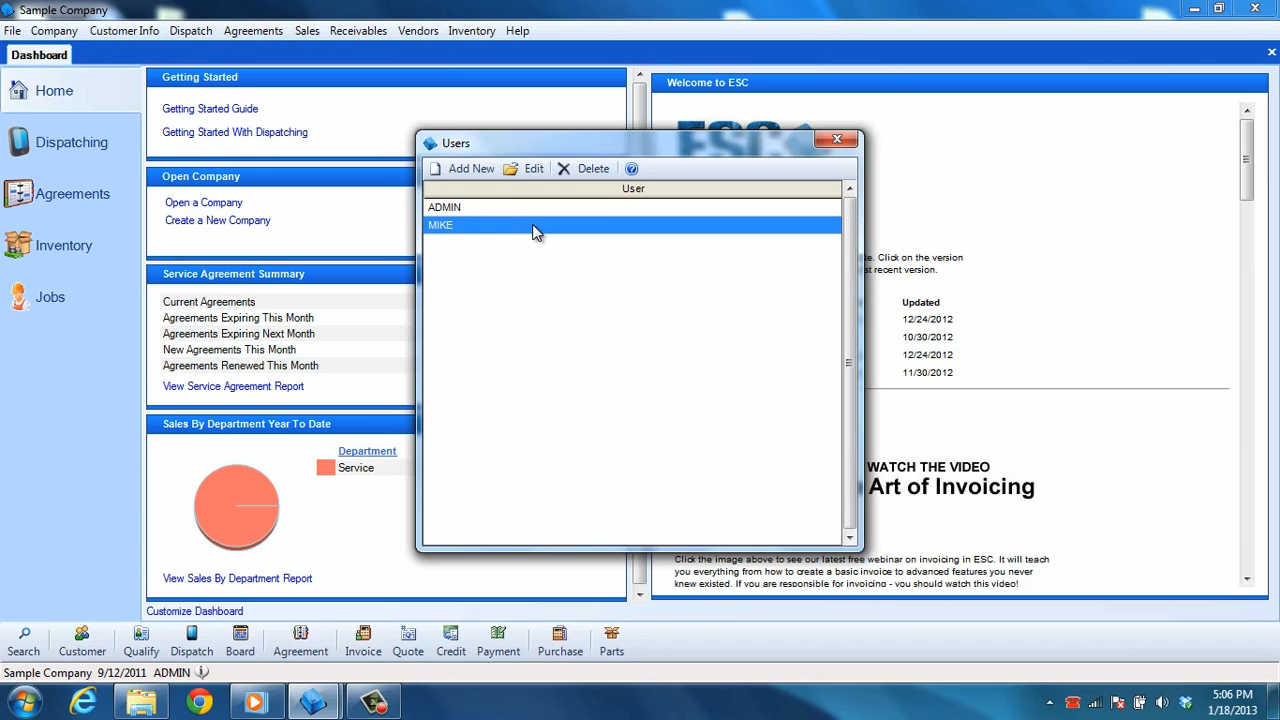 Sample Company
File Company Customer Info Dispatch Agreements Sales Receivables Vendors Inventory Help
Dashboard
Home
Dispatching
Agreements
Inventory
Jobs
Getting Started
Getting Started Guide
Getting Started With Dispatching
Open Company
Open a Company
Create a New Company
Service Agreement Summary
Current Agreements
Agreements Expiring This Month
Agreements Expiring Next Month
New Agreements This Month
Agreements Renewed This Month
View Service Agreement Report
Sales By Department Year To Date
Department
Service
View Sales By Department Report
Customize Dashboard
Users
Add New Edit Delete
User
ADMIN
MIKE
Welcome to ESC
ESC
te. Click on the version
st recent version.
Updated
12/24/2012
10/30/2012
12/24/2012
11/30/2012
WATCH THE VIDEO
Art of Invoicing
Click the image above to see our latest free webinar on invoicing in ESC. It will teach
you everything from how to create a basic invoice to advanced features you never
knew existed. If you are responsible for invoicing - you should watch this video!
Search Customer Qualify Dispatch Board Agreement Invoice Quote Credit Payment Purchase Parts
Sample Company 9/12/2011 ADMIN
5:06 PM
1/18/2013